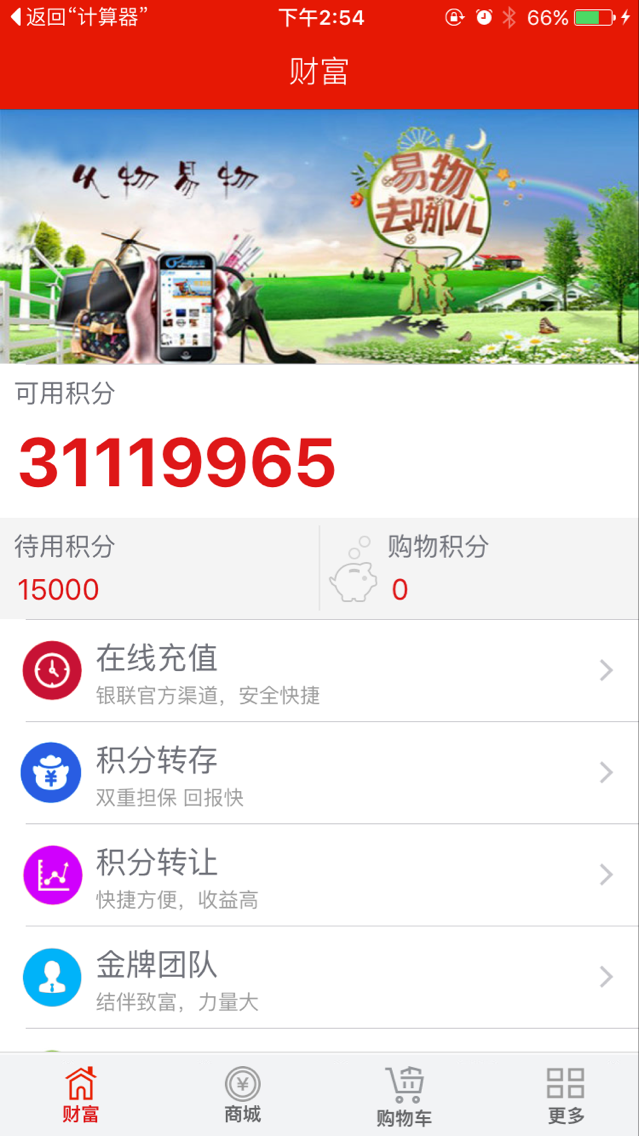 返回“计算器”
下午2:54
66%
财富
以物易物
易物
去哪儿
可用积分
31119965
待用积分
15000
购物积分
0
在线充值
银联官方渠道，安全快捷
积分转存
双重担保 回报快
积分转让
快捷方便，收益高
金牌团队
结伴致富，力量大
财富
商城
购物车
更多